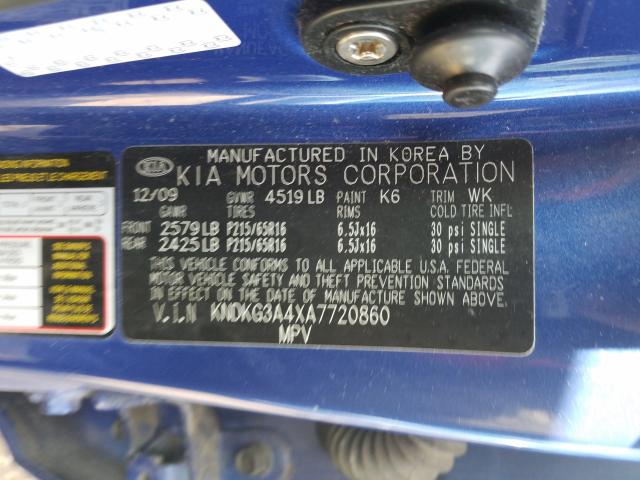 MANUFACTURED IN KOREA BY
KIA KIA MOTORS CORPORATION
12/09 GVWR 4519 LB PAINT K6 TRIM WK
GAWR TIRES RIMS COLD TIRE INFL
FRONT 2579 LB P215/65R16 6.5Jx16 30 psi SINGLE
REAR 2425 LB P215/65R16 6.5Jx16 30 psi SINGLE
THIS VEHICLE CONFORMS TO ALL APPLICABLE U.S.A. FEDERAL
MOTOR VEHICLE SAFETY AND THEFT PREVENTION STANDARDS
IN EFFECT ON THE DATE OF MANUFACTURE SHOWN ABOVE.
V.I.N KNDKG3A4XA7720860
MPV